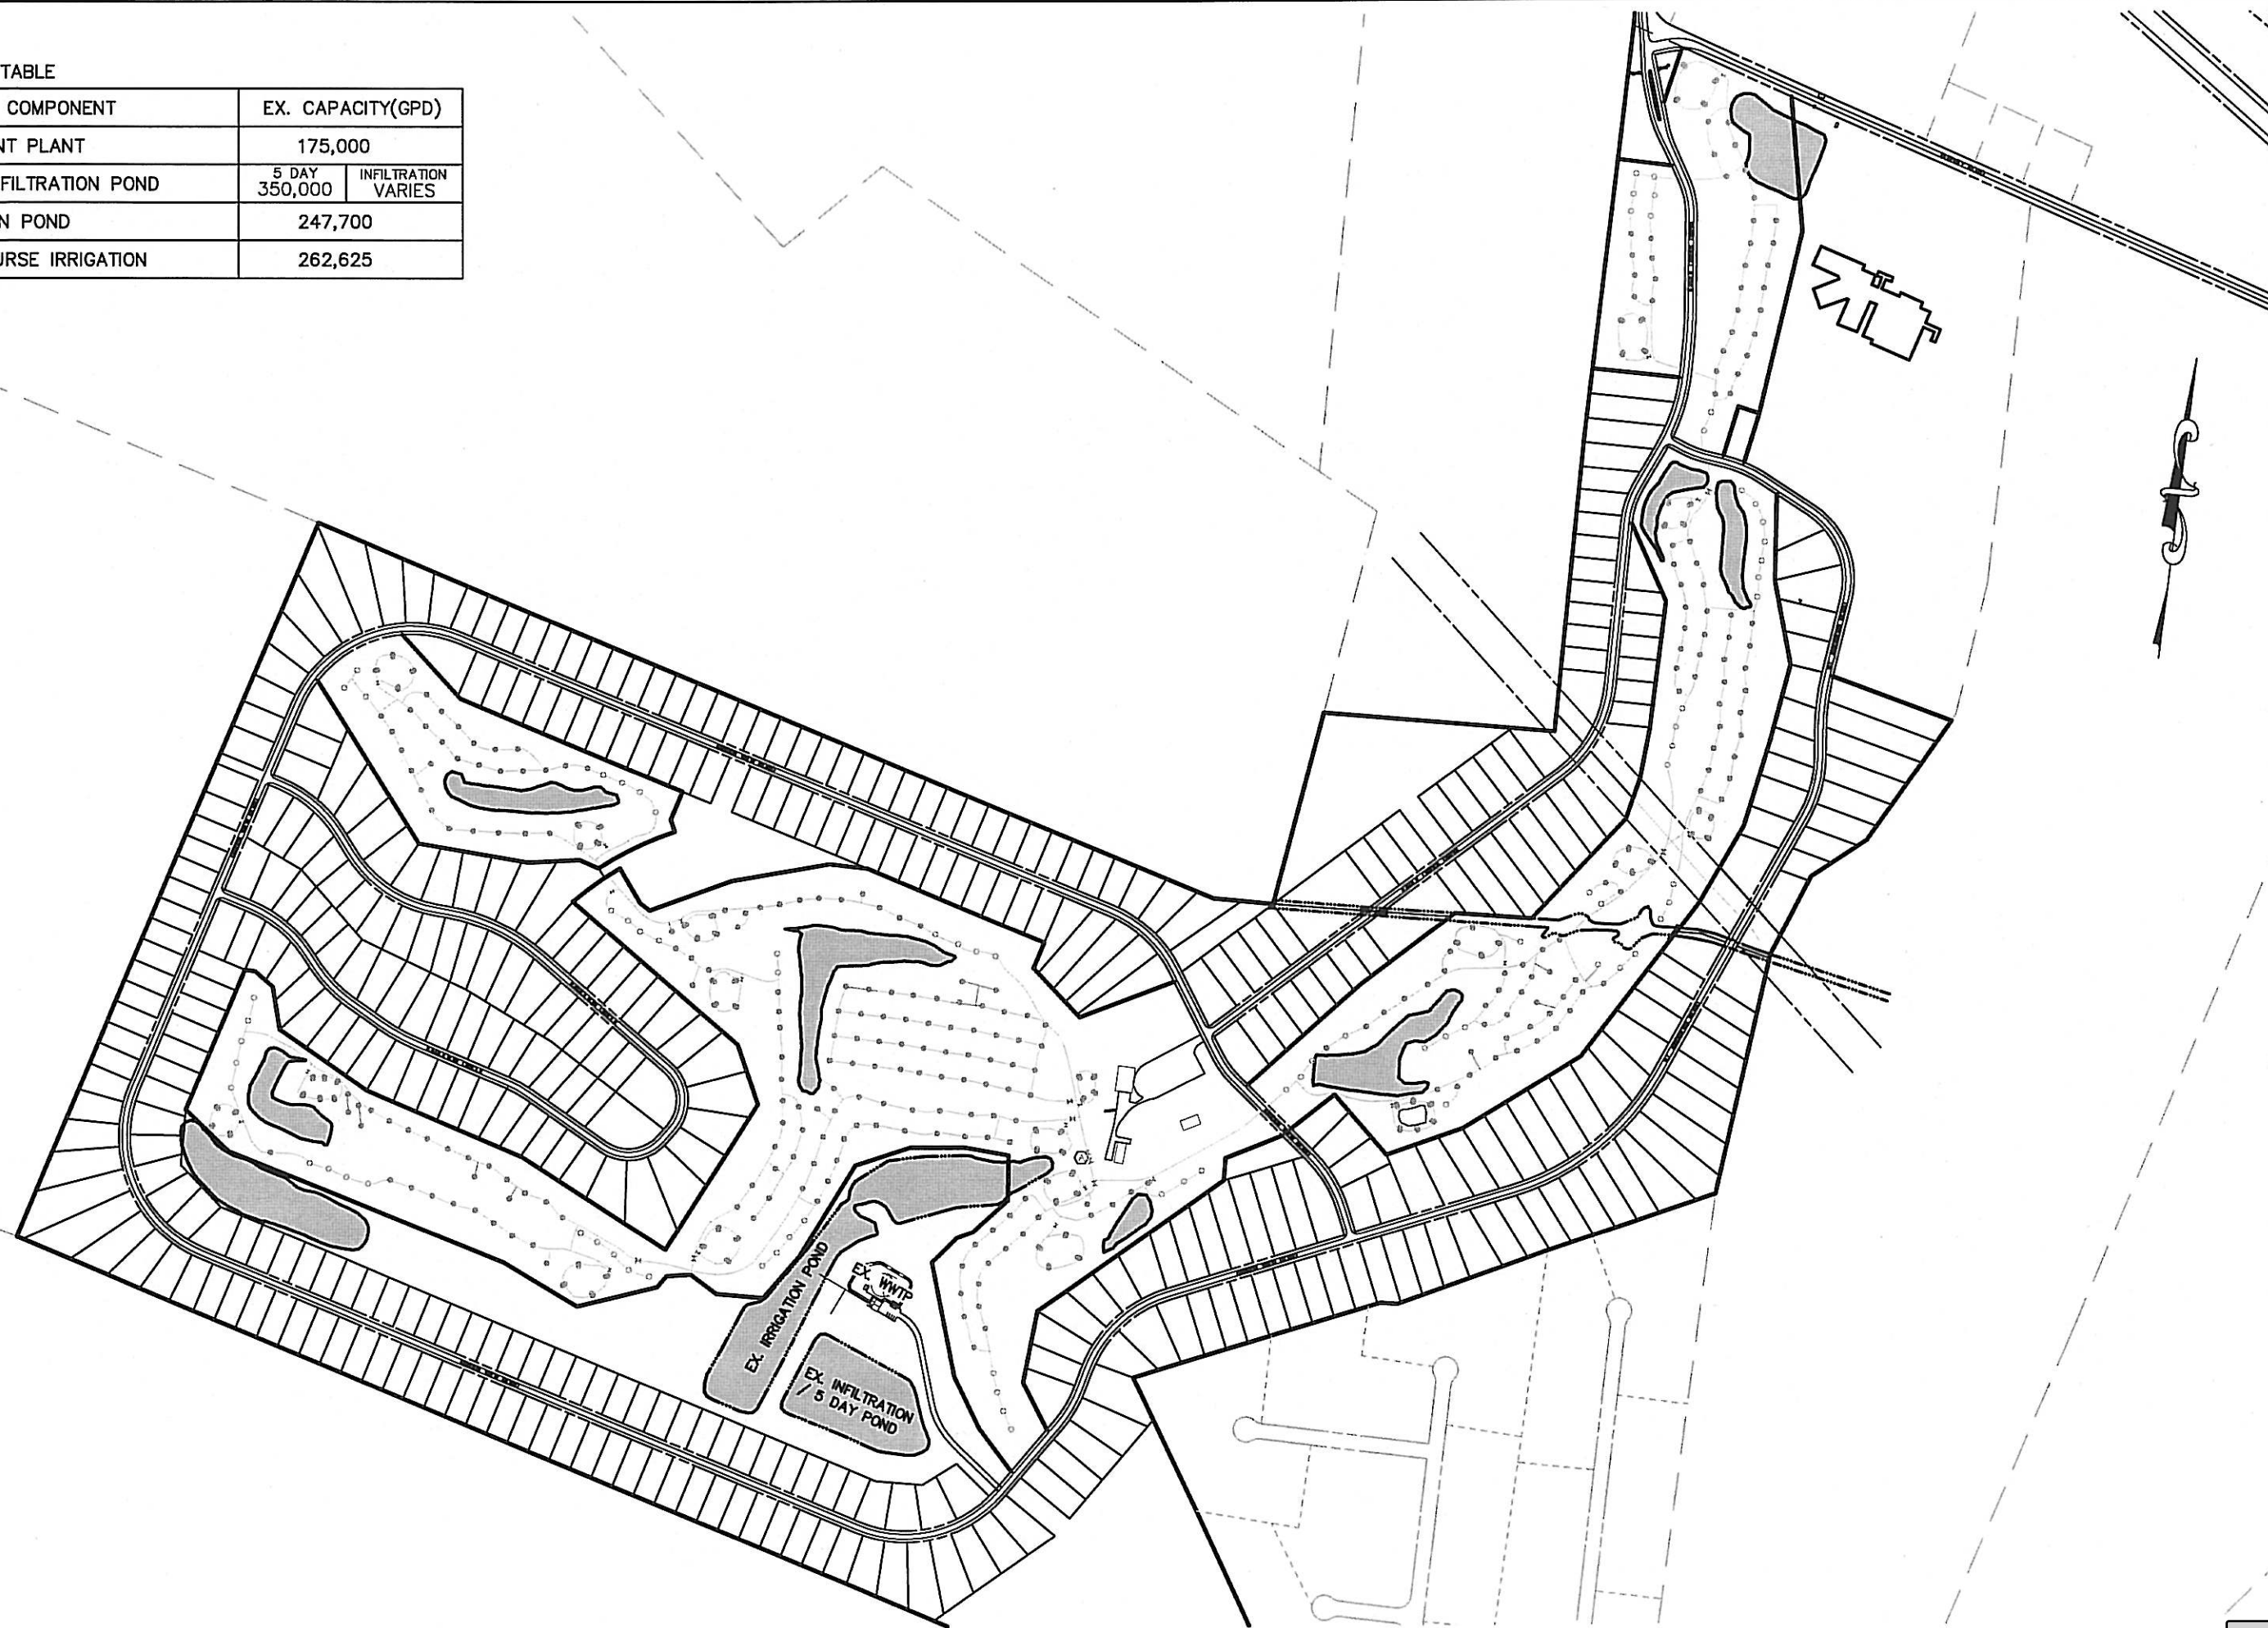 TABLE
COMPONENT EX. CAPACITY(GPD)
NT PLANT 175,000
FILTRATION POND 5 DAY 350,000 INFILTRATION VARIES
N POND 247,700
URSE IRRIGATION 262,625
EX. WWTP
EX. IRRIGATION POND
EX. INFILTRATION
/ 5 DAY POND